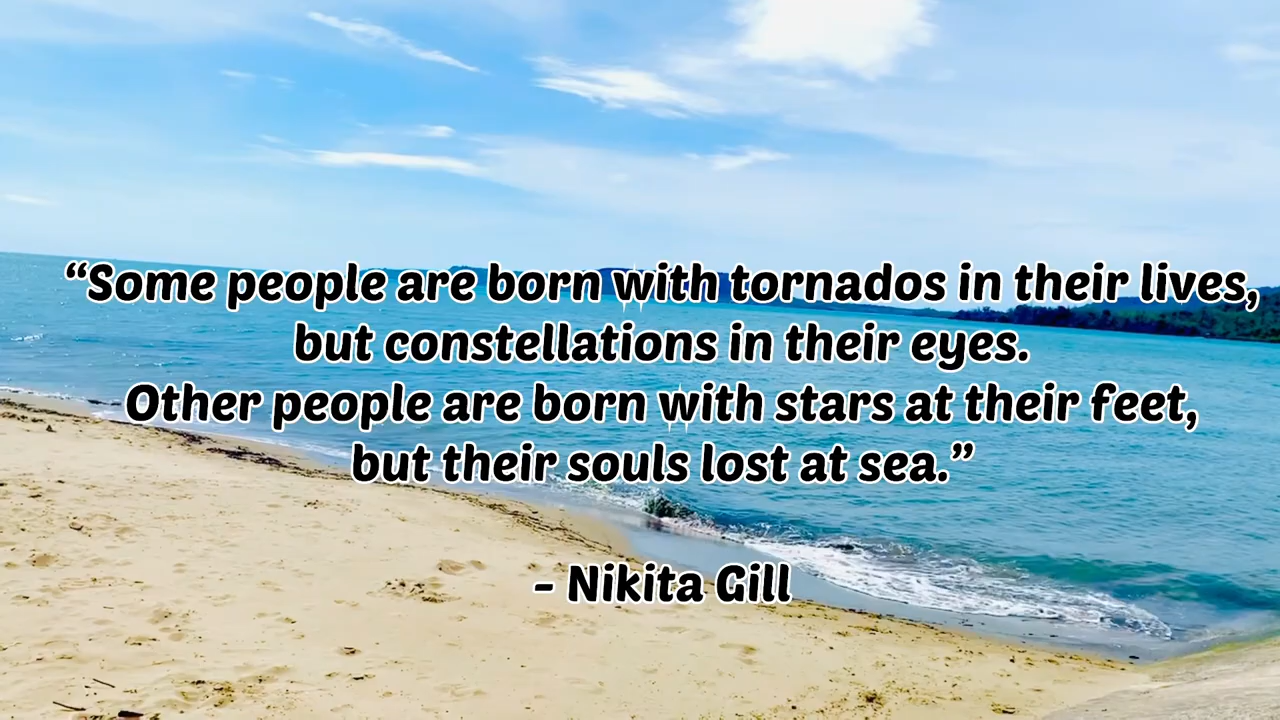 “Some people are born with tornados in their lives,
but constellations in their eyes.
Other people are born with stars at their feet,
but their souls lost at sea.”
- Nikita Gill